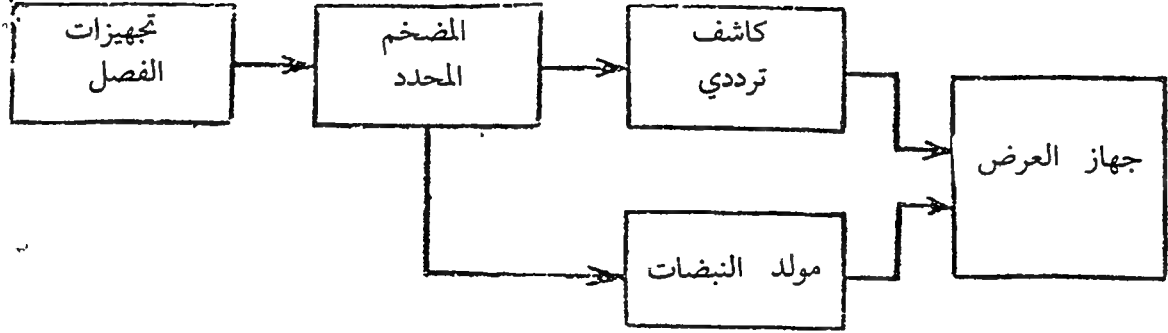 تجهيزات
الفصل
المضخم
المحدد
كاشف
ترددي
جهاز العرض
مولد النبضات